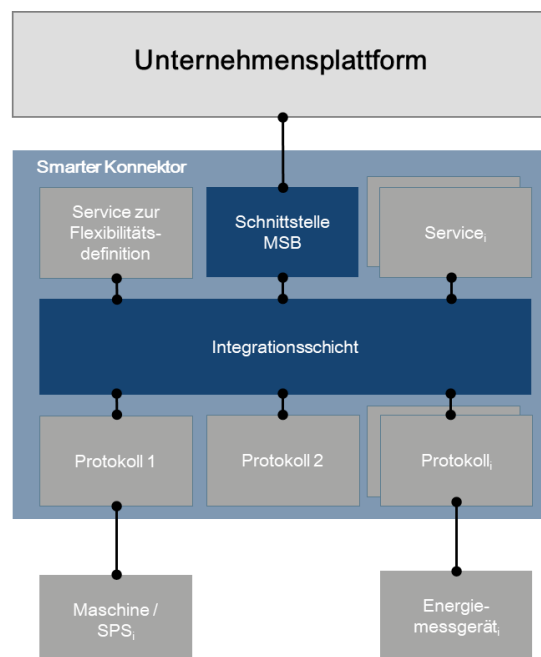 Unternehmensplattform
Smarter Konnektor
Service zur
Flexibilitäts-
definition
Schnittstelle
MSB
Serviceᵢ
Integrationsschicht
Protokoll 1
Protokoll 2
Protokollᵢ
Maschine /
SPSᵢ
Energie-
messgerätᵢ